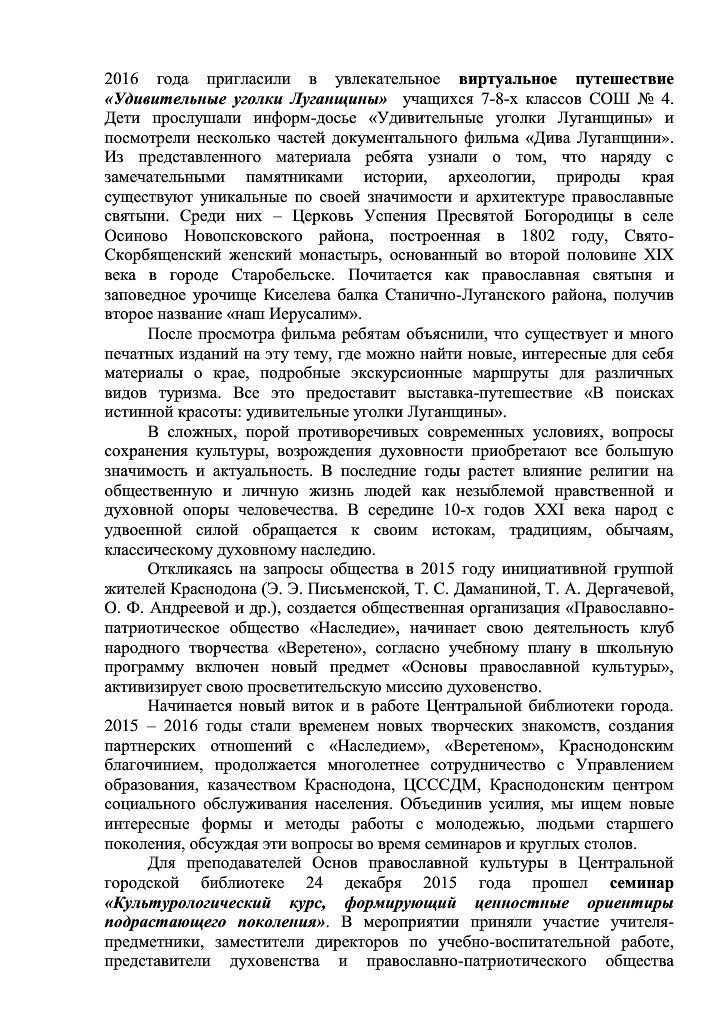 2016 года пригласили в увлекательное виртуальное путешествие
«Удивительные уголки Луганщины» учащихся 7-8-х классов СОШ № 4.
Дети прослушали информ-досье «Удивительные уголки Луганщины» и
посмотрели несколько частей документального фильма «Дива Луганщини».
Из представленного материала ребята узнали о том, что наряду с
замечательными памятниками истории, археологии, природы края
существуют уникальные по своей значимости и архитектуре православные
святыни. Среди них – Церковь Успения Пресвятой Богородицы в селе
Осиново Новопсковского района, построенная в 1802 году, Свято-
Скорбященский женский монастырь, основанный во второй половине XIX
века в городе Старобельске. Почитается как православная святыня и
заповедное урочище Киселева балка Станично-Луганского района, получив
второе название «наш Иерусалим».
После просмотра фильма ребятам объяснили, что существует и много
печатных изданий на эту тему, где можно найти новые, интересные для себя
материалы о крае, подробные экскурсионные маршруты для различных
видов туризма. Все это предоставит выставка-путешествие «В поисках
истинной красоты: удивительные уголки Луганщины».
В сложных, порой противоречивых современных условиях, вопросы
сохранения культуры, возрождения духовности приобретают все большую
значимость и актуальность. В последние годы растет влияние религии на
общественную и личную жизнь людей как незыблемой нравственной и
духовной опоры человечества. В середине 10-х годов XXI века народ с
удвоенной силой обращается к своим истокам, традициям, обычаям,
классическому духовному наследию.
Откликаясь на запросы общества в 2015 году инициативной группой
жителей Краснодона (Э. Э. Письменской, Т. С. Даманиной, Т. А. Дергачевой,
О. Ф. Андреевой и др.), создается общественная организация «Православно-
патриотическое общество «Наследие», начинает свою деятельность клуб
народного творчества «Веретено», согласно учебному плану в школьную
программу включен новый предмет «Основы православной культуры»,
активизирует свою просветительскую миссию духовенство.
Начинается новый виток и в работе Центральной библиотеки города.
2015 – 2016 годы стали временем новых творческих знакомств, создания
партнерских отношений с «Наследием», «Веретеном», Краснодонским
благочинием, продолжается многолетнее сотрудничество с Управлением
образования, казачеством Краснодона, ЦСССДМ, Краснодонским центром
социального обслуживания населения. Объединив усилия, мы ищем новые
интересные формы и методы работы с молодежью, людьми старшего
поколения, обсуждая эти вопросы во время семинаров и круглых столов.
Для преподавателей Основ православной культуры в Центральной
городской библиотеке 24 декабря 2015 года прошел семинар
«Культурологический курс, формирующий ценностные ориентиры
подрастающего поколения». В мероприятии приняли участие учителя-
предметники, заместители директоров по учебно-воспитательной работе,
представители духовенства и православно-патриотического общества